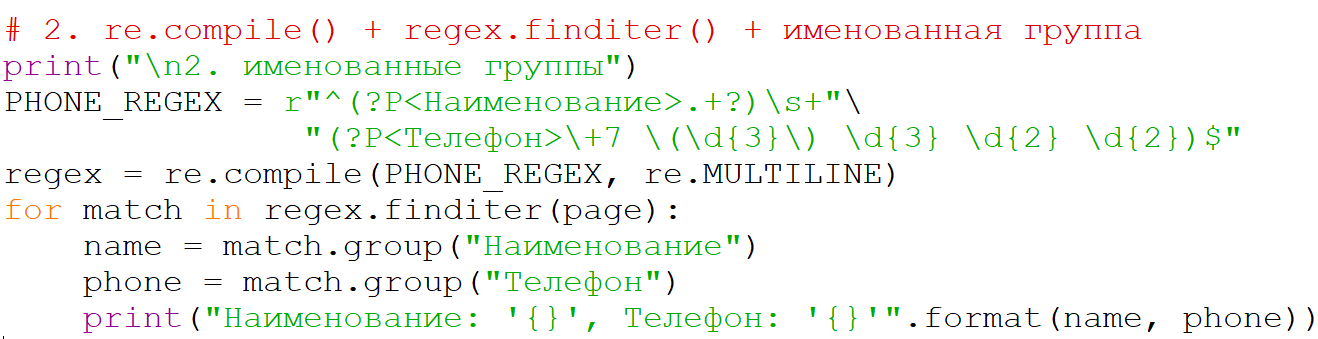 # 2. re.compile() + regex.finditer() + именованная группа
print("\n2. именованные группы")
PHONE_REGEX = r"^(?P<Наименование>.+?)\s+"\
               "(?P<Телефон>\+7 \(\d{3}\) \d{3} \d{2} \d{2})$"
regex = re.compile(PHONE_REGEX, re.MULTILINE)
for match in regex.finditer(page):
    name = match.group("Наименование")
    phone = match.group("Телефон")
    print("Наименование: '{}', Телефон: '{}'".format(name, phone))